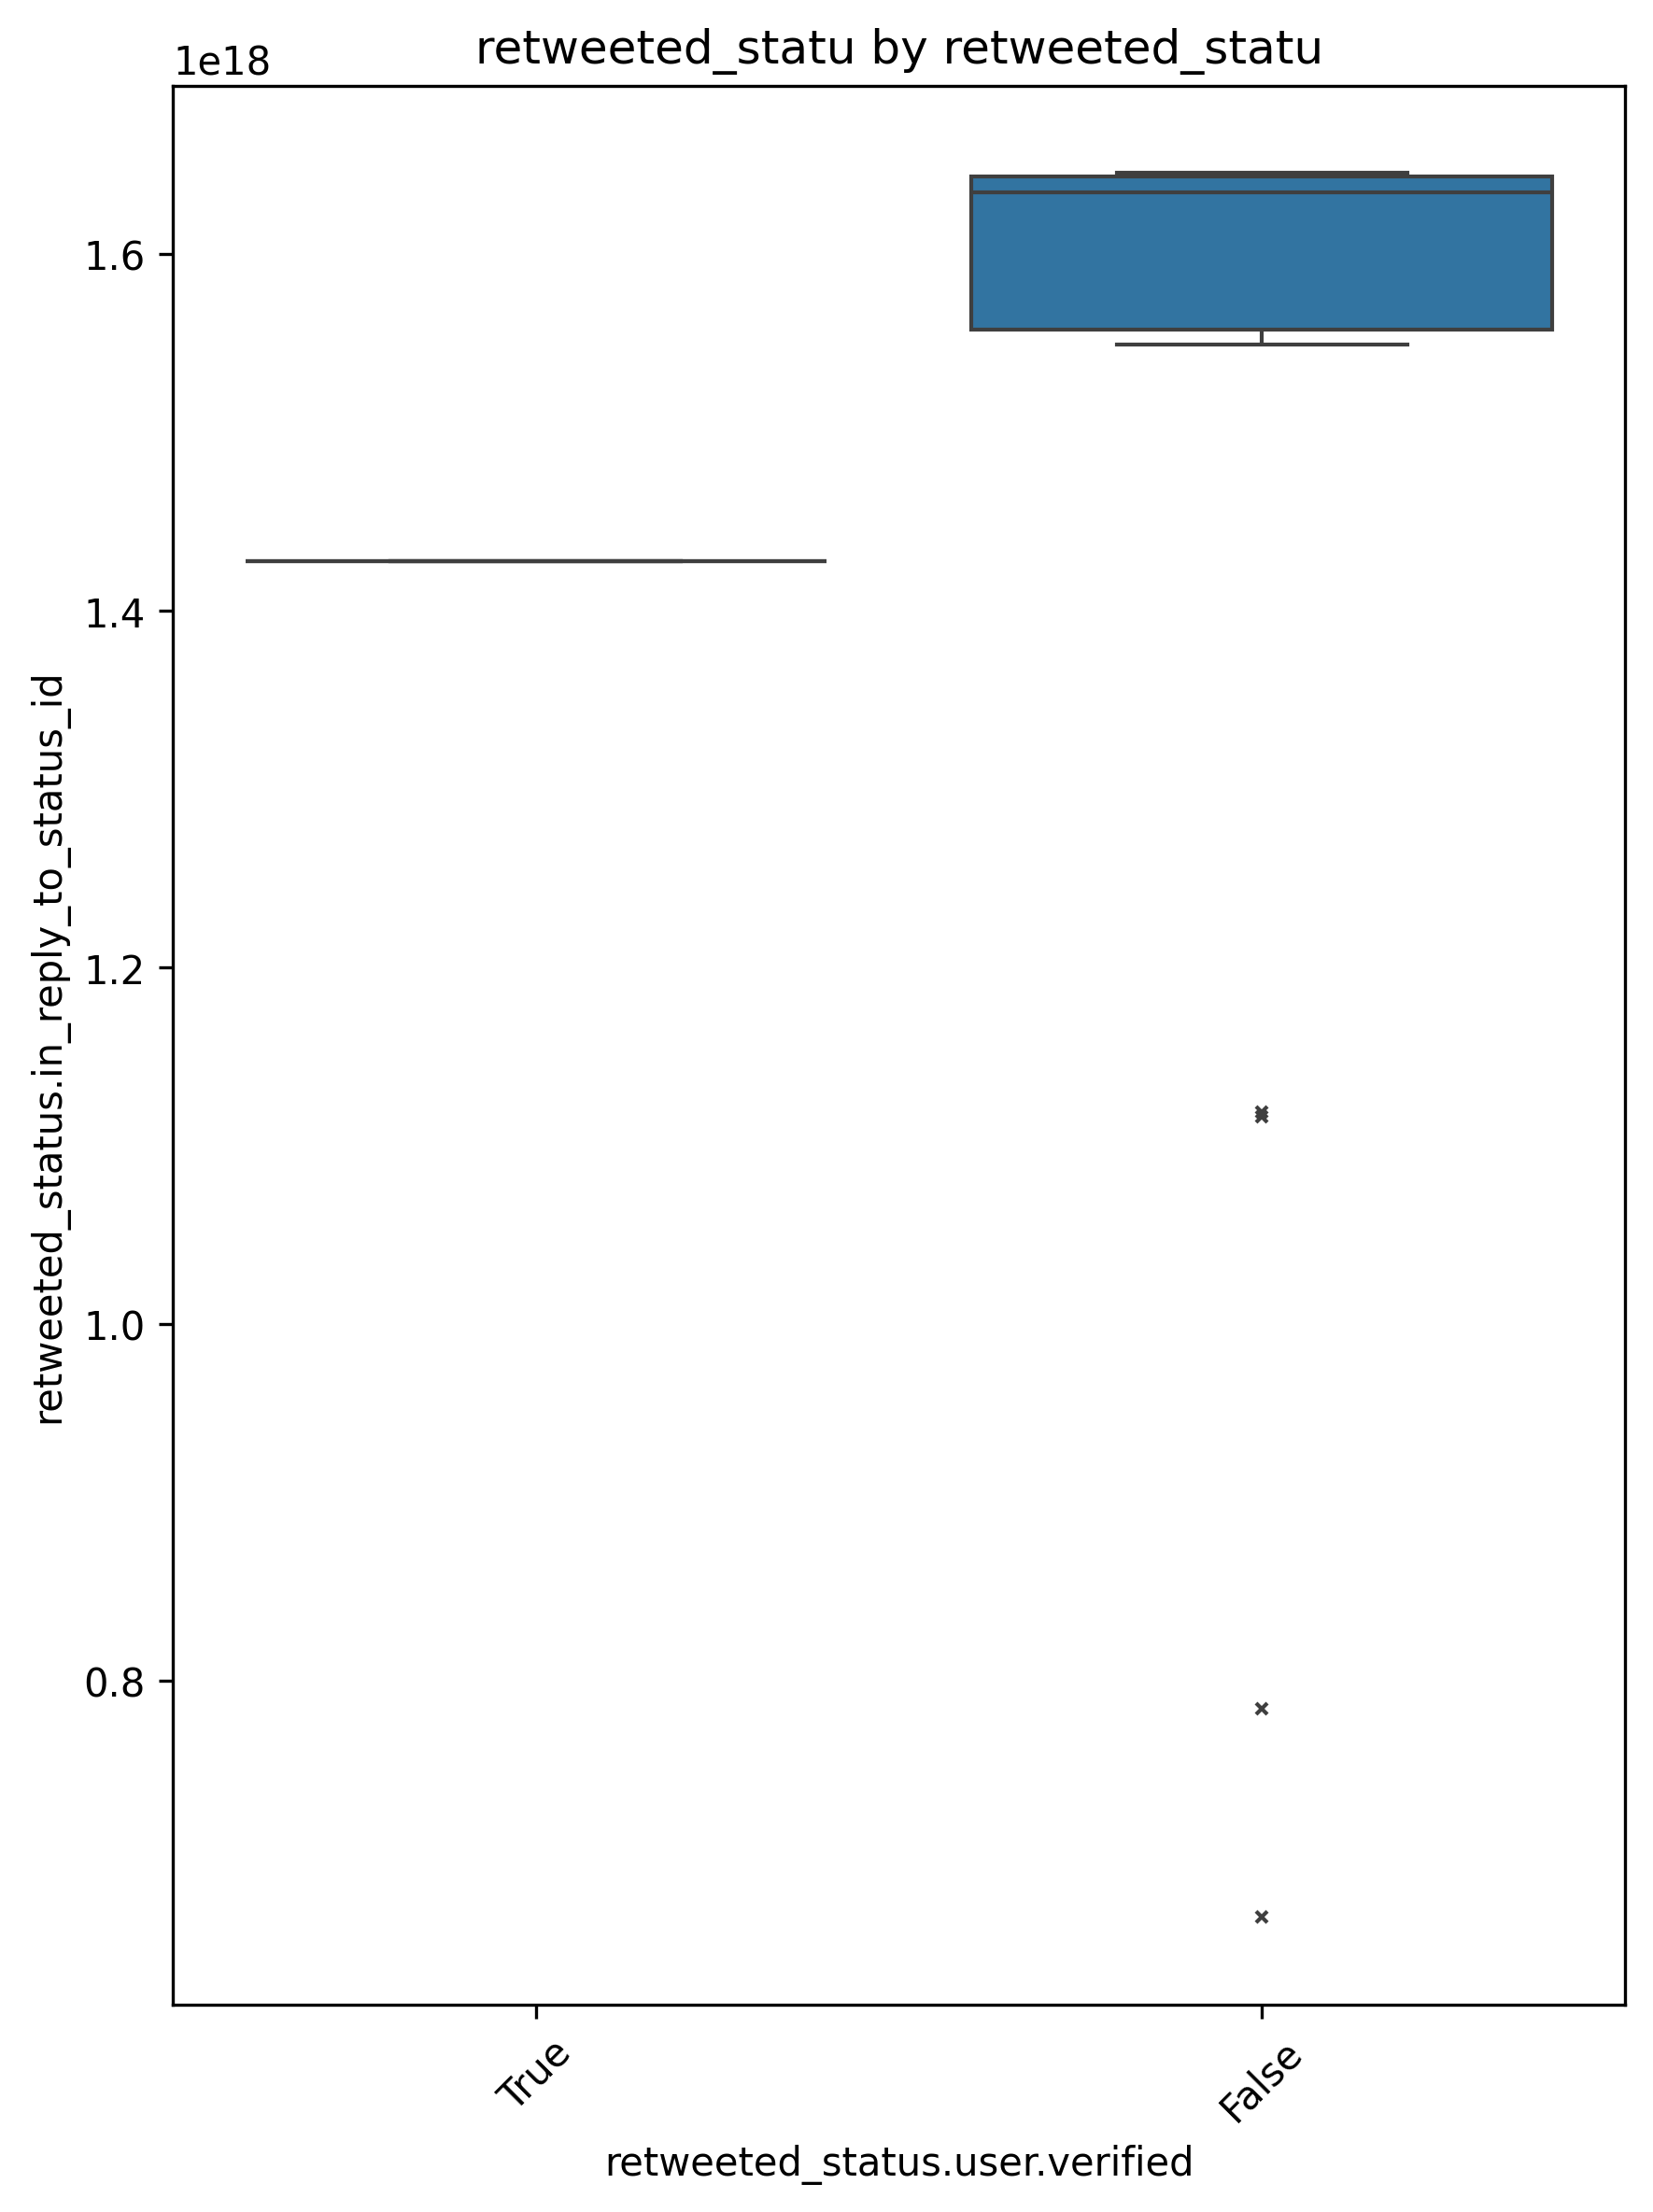 retweeted_statu by retweeted_statu
1e18
1.6
1.4
1.2
1.0
0.8
retweeted_status.in_reply_to_status_id
True
False
retweeted_status.user.verified